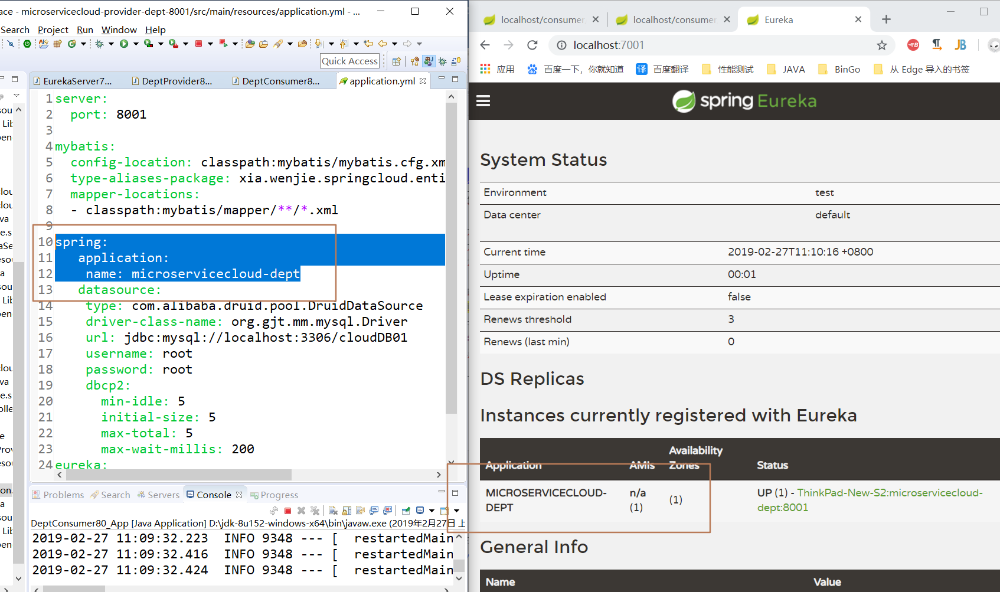 ace - microservicecloud-provider-dept-8001/src/main/resources/application.yml - ...
Search Project Run Window Help
Quick Access
EurekaServer7... DeptProvider8... DeptConsumer8... application.yml
1 server:
2 port: 8001
3
4 mybatis:
5 config-location: classpath:mybatis/mybatis.cfg.xm
6 type-aliases-package: xia.wenjie.springcloud.enti
7 mapper-locations:
8 - classpath:mybatis/mapper/**/*.xml
9
10 spring:
11 application:
12 name: microservicecloud-dept
13 datasource:
14 type: com.alibaba.druid.pool.DruidDataSource
15 driver-class-name: org.gjt.mm.mysql.Driver
16 url: jdbc:mysql://localhost:3306/cloudDB01
17 username: root
18 password: root
19 dbcp2:
20 min-idle: 5
21 initial-size: 5
22 max-total: 5
23 max-wait-millis: 200
24 eureka:
Problems Search Servers Console Progress
DeptConsumer80_App [Java Application] D:\jdk-8u152-windows-x64\bin\javaw.exe (2019年2月27日 上
2019-02-27 11:09:32.223 INFO 9348 --- [ restartedMain
2019-02-27 11:09:32.416 INFO 9348 --- [ restartedMain
2019-02-27 11:09:32.424 INFO 9348 --- [ restartedMain
localhost/consumer localhost/consumer Eureka
localhost:7001
应用 百度一下，你就知道 译 百度翻译 性能测试 JAVA BinGo 从 Edge 导入的书签
spring Eureka
System Status
Environment test
Data center default
Current time 2019-02-27T11:10:16 +0800
Uptime 00:01
Lease expiration enabled false
Renews threshold 3
Renews (last min) 0
DS Replicas
Instances currently registered with Eureka
Application AMIs Availability Zones Status
MICROSERVICECLOUD-DEPT n/a (1) (1) UP (1) - ThinkPad-New-S2:microservicecloud-dept:8001
General Info
Name Value